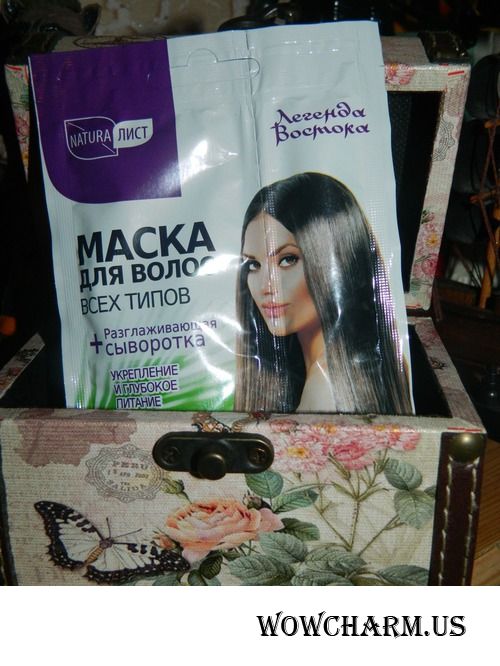 NATURA ЛИСТ
Легенда
Востока
МАСКА
ДЛЯ ВОЛОС
ВСЕХ ТИПОВ
+ Разглаживающая
сыворотка
УКРЕПЛЕНИЕ
И ГЛУБОКОЕ
ПИТАНИЕ
WOWCHARM.US